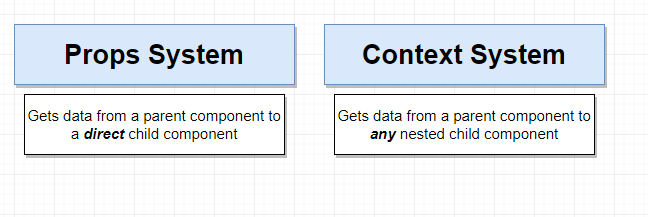 Props System
Gets data from a parent component to
a direct child component
Context System
Gets data from a parent component to
any nested child component